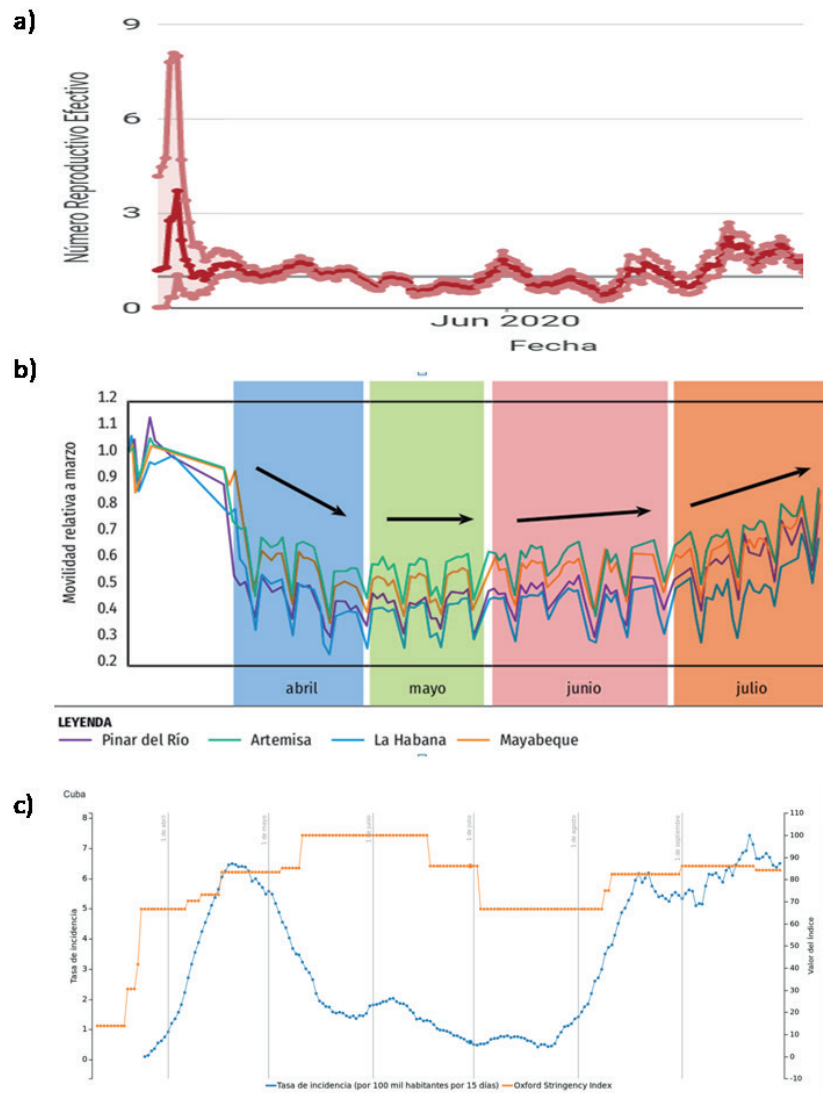 a)
9
6
3
0
Número Reproductivo Efectivo
Jun 2020
Fecha
b)
1.2
1.1
1.0
0.8
0.7
0.6
0.5
0.4
0.3
0.2
Movilidad relativa a marzo
abril mayo junio julio
LEYENDA
Pinar del Río Artemisa La Habana Mayabeque
c)
Cuba
8
7
6
5
4
3
2
1
0
Tasa de incidencia
1 de abril
1 de mayo
1 de junio
1 de julio
1 de agosto
1 de septiembre
110
100
90
80
70
60
50
40
30
20
10
0
-10
Valor del Índice
Tasa de incidencia (por 100 mil habitantes por 15 días) Oxford Stringency Index